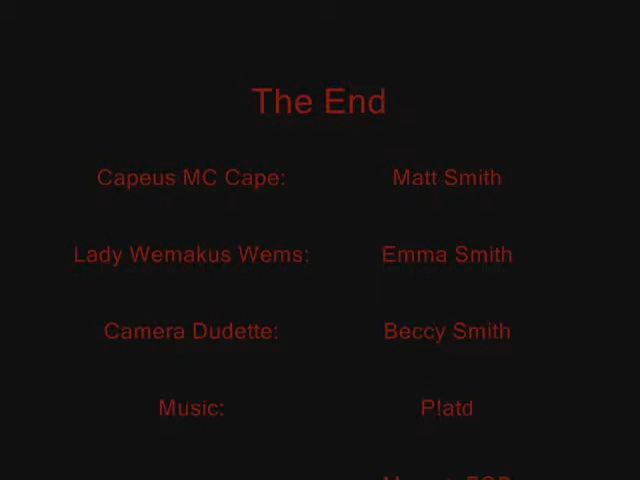 The End
Capeus MC Cape: Matt Smith
Lady Wemakus Wems: Emma Smith
Camera Dudette: Beccy Smith
Music: P!atd